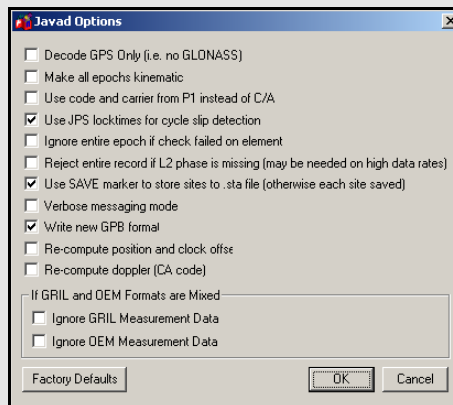 Javad Options
Decode GPS Only (i.e. no GLONASS)
Make all epochs kinematic
Use code and carrier from P1 instead of C/A
Use JPS locktimes for cycle slip detection
Ignore entire epoch if check failed on element
Reject entire record if L2 phase is missing (may be needed on high data rates)
Use SAVE marker to store sites to .sta file (otherwise each site saved)
Verbose messaging mode
Write new GPB format
Re-compute position and clock offse
Re-compute doppler (CA code)
If GRIL and OEM Formats are Mixed
Ignore GRIL Measurement Data
Ignore OEM Measurement Data
Factory Defaults OK Cancel